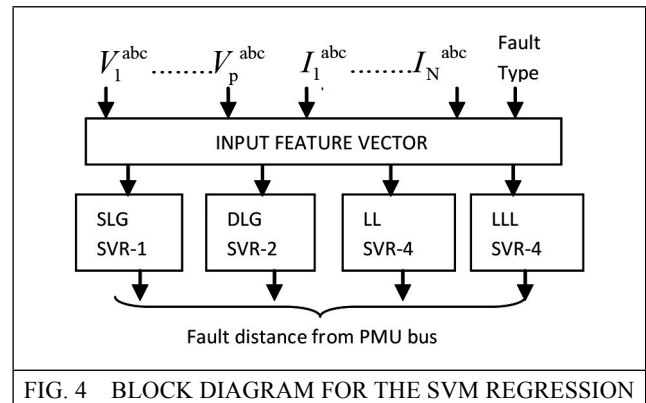 V₁ᵃᵇᶜ ........ Vₚᵃᵇᶜ I₁ᵃᵇᶜ ........ I_Nᵃᵇᶜ Fault
Type
INPUT FEATURE VECTOR
SLG DLG LL LLL
SVR-1 SVR-2 SVR-4 SVR-4
Fault distance from PMU bus
FIG. 4 BLOCK DIAGRAM FOR THE SVM REGRESSION